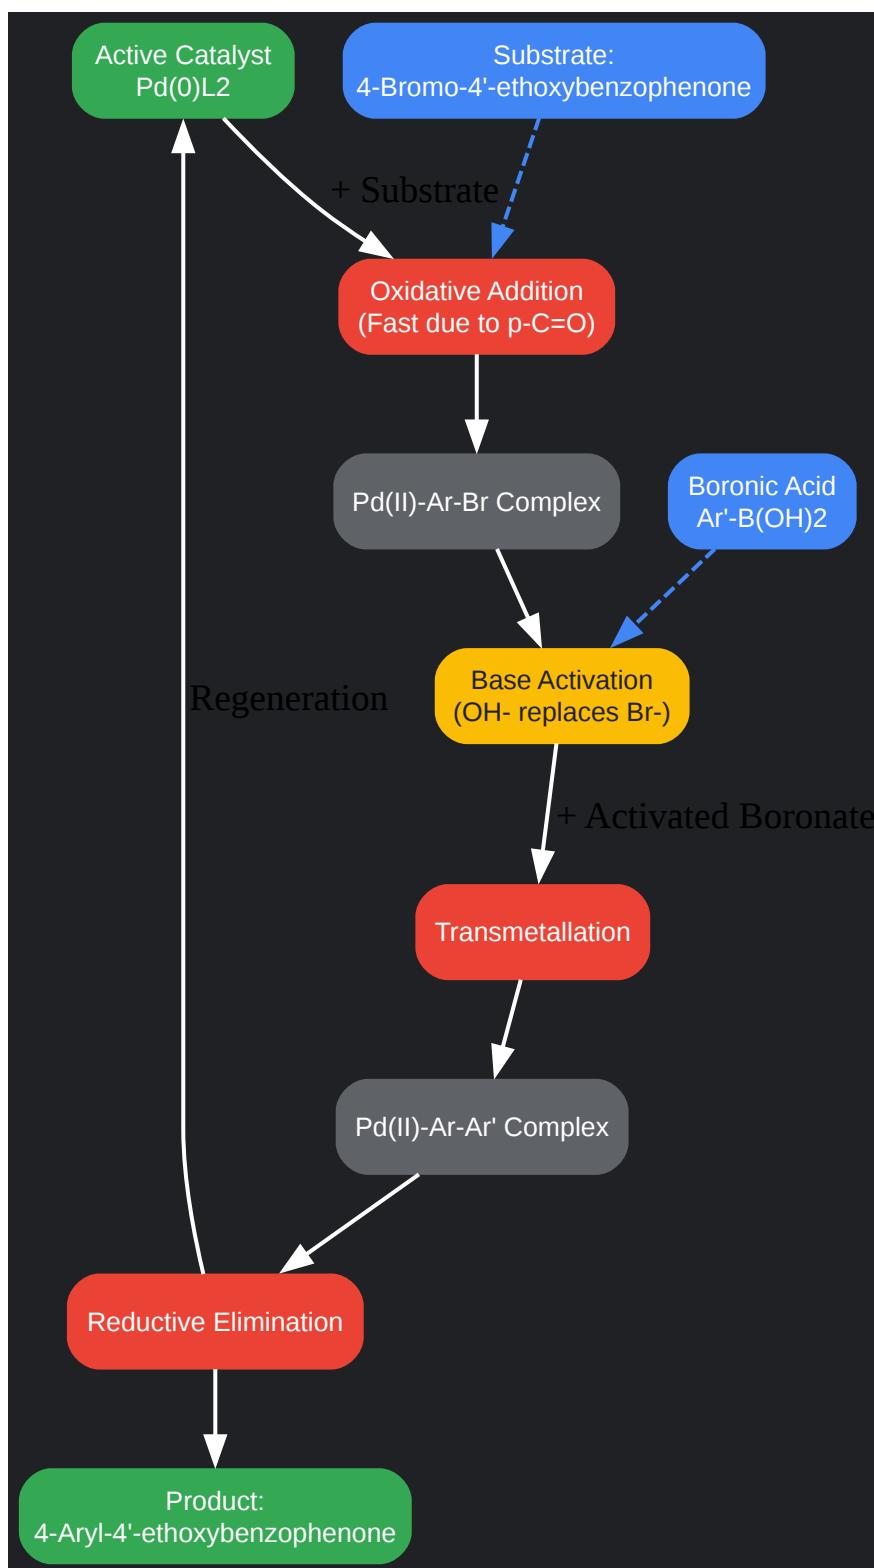 Active Catalyst
Pd(0)L2
Substrate:
4-Bromo-4'-ethoxybenzophenone
+ Substrate
Oxidative Addition
(Fast due to p-C=O)
Pd(II)-Ar-Br Complex
Boronic Acid
Ar'-B(OH)2
Regeneration
Base Activation
(OH- replaces Br-)
+ Activated Boronate
Transmetallation
Pd(II)-Ar-Ar' Complex
Reductive Elimination
Product:
4-Aryl-4'-ethoxybenzophenone